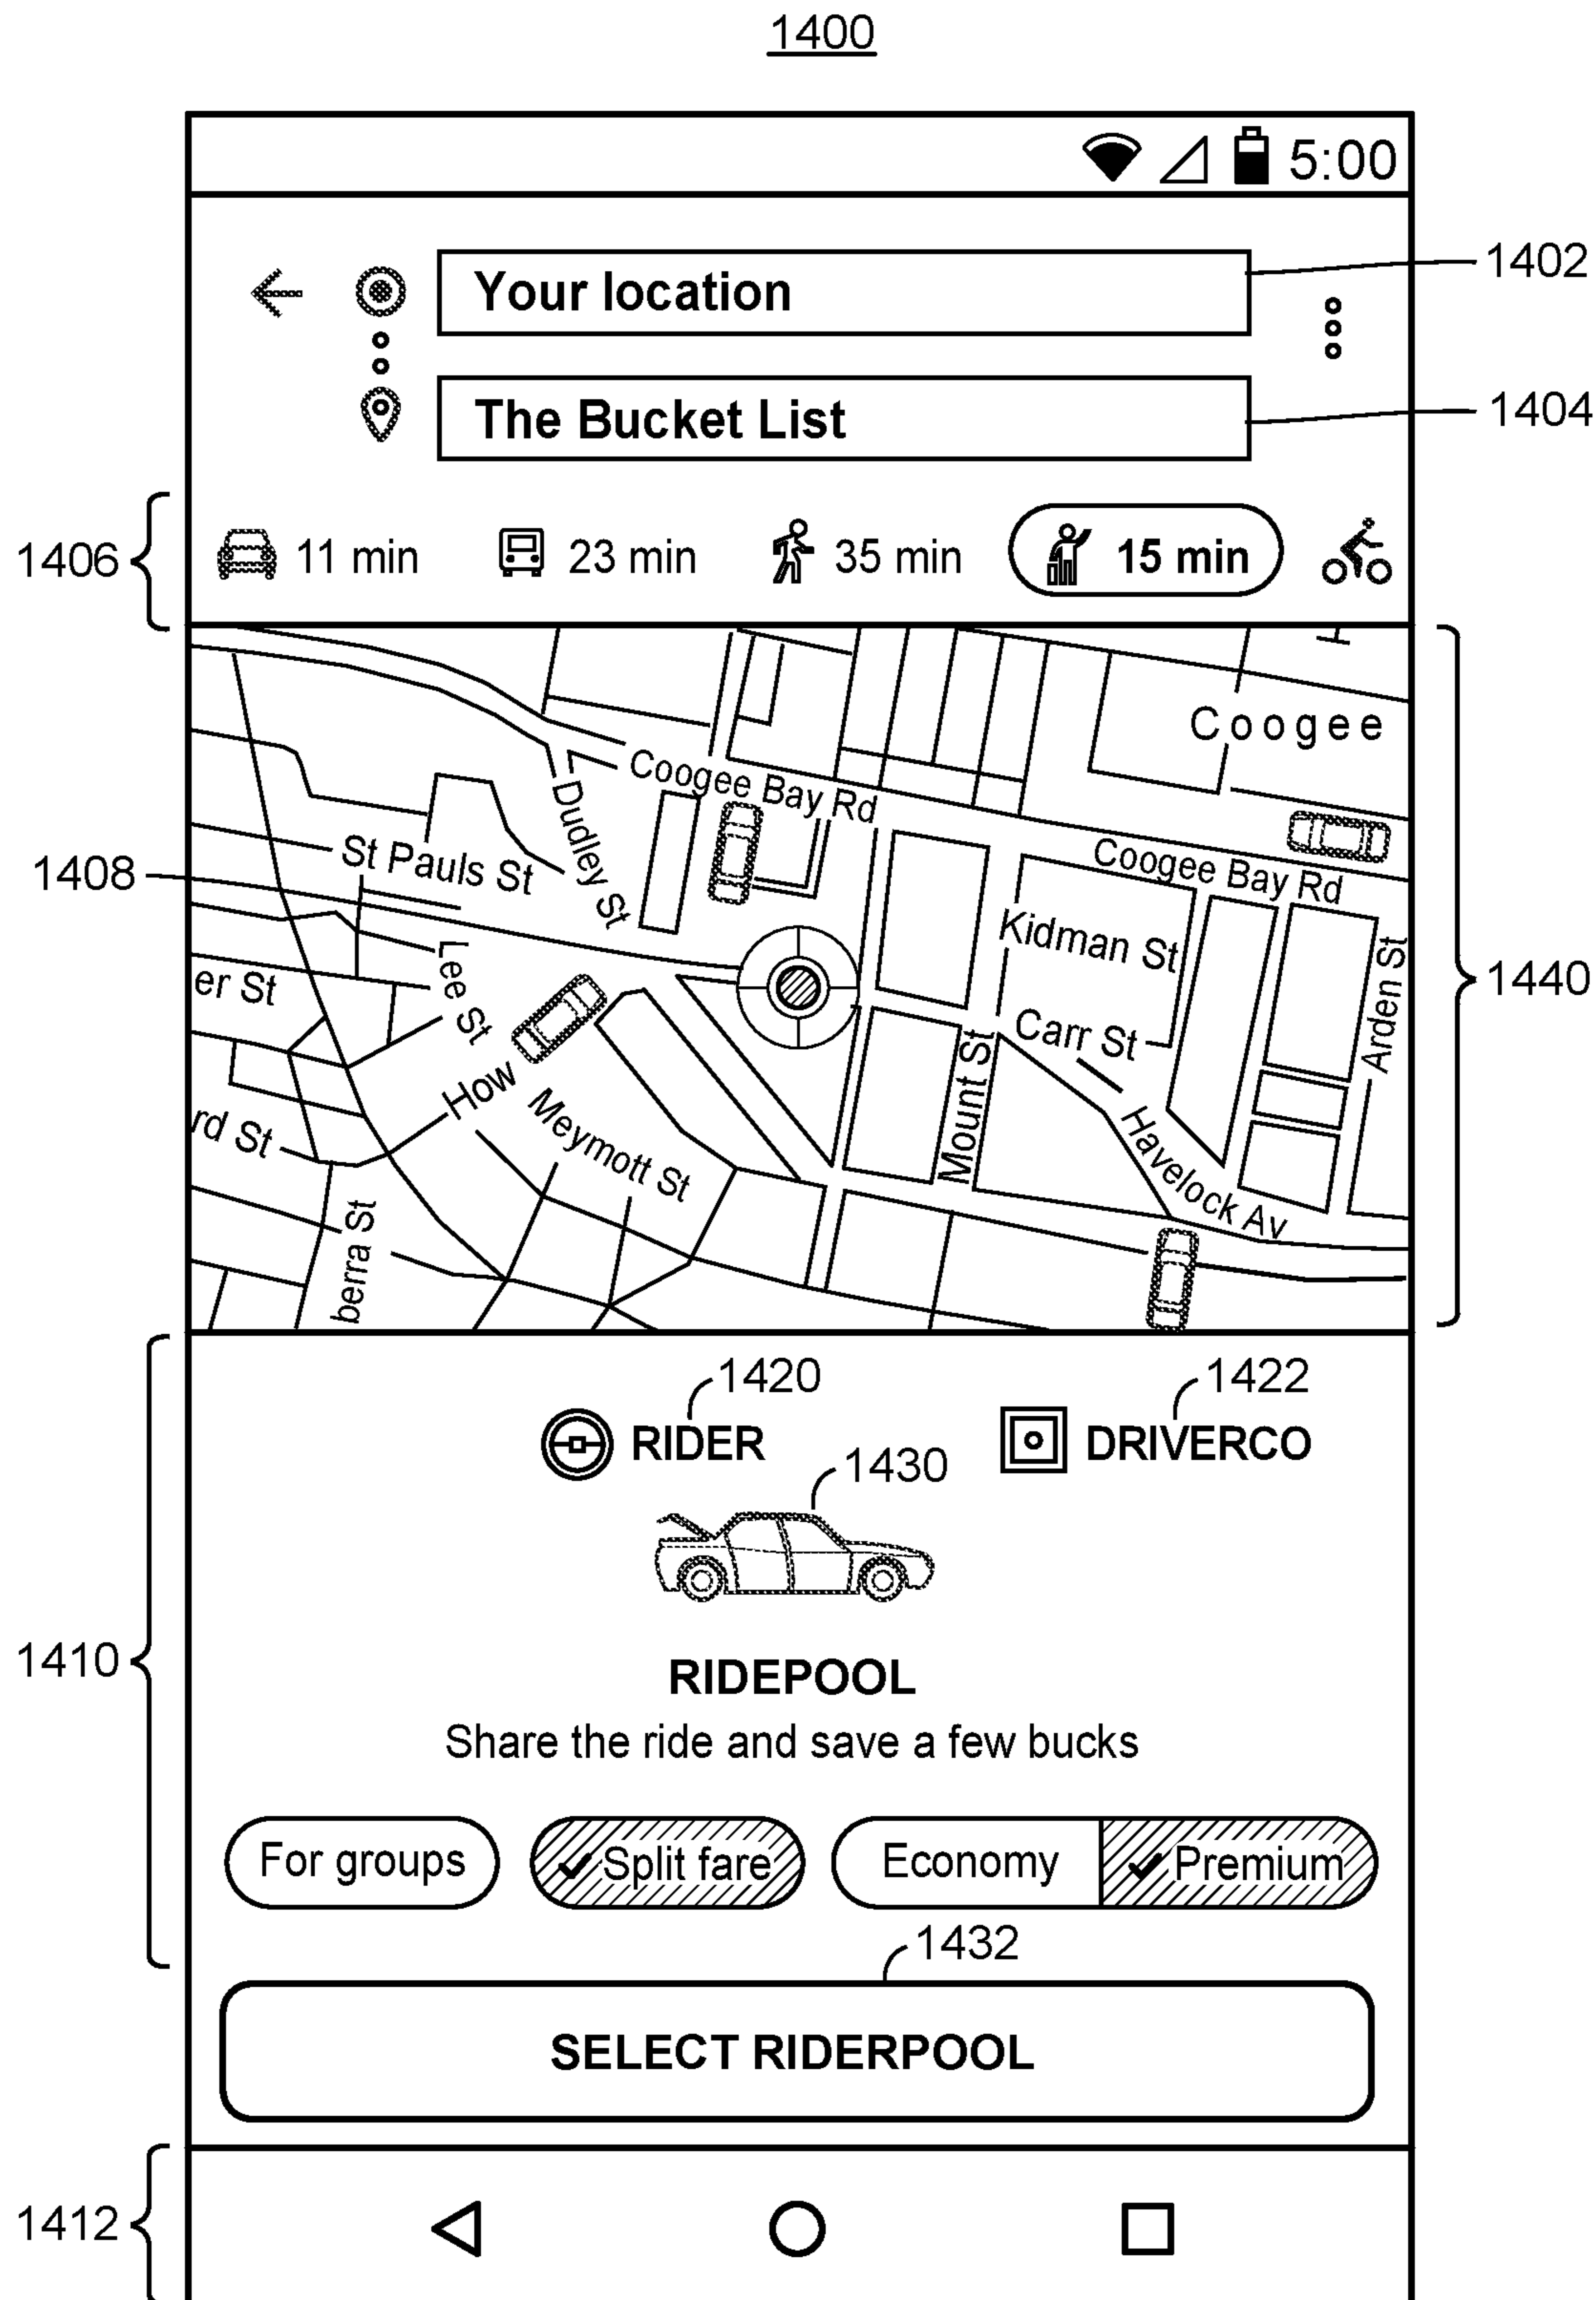 1400
5:00
Your location
1402
The Bucket List
1404
1406
11 min
23 min
35 min
15 min
Coogee
Coogee Bay Rd
Dudley St
Coogee Bay Rd
St Pauls St
1408
Kidman St
Lee St
er St
Arden St
1440
Carr St
How
Mount St
Meymott St
rd St
Havelock Av
berra St
1420
1422
RIDER
DRIVERCO
1430
1410
RIDEPOOL
Share the ride and save a few bucks
For groups
Split fare
Economy
Premium
1432
SELECT RIDERPOOL
1412